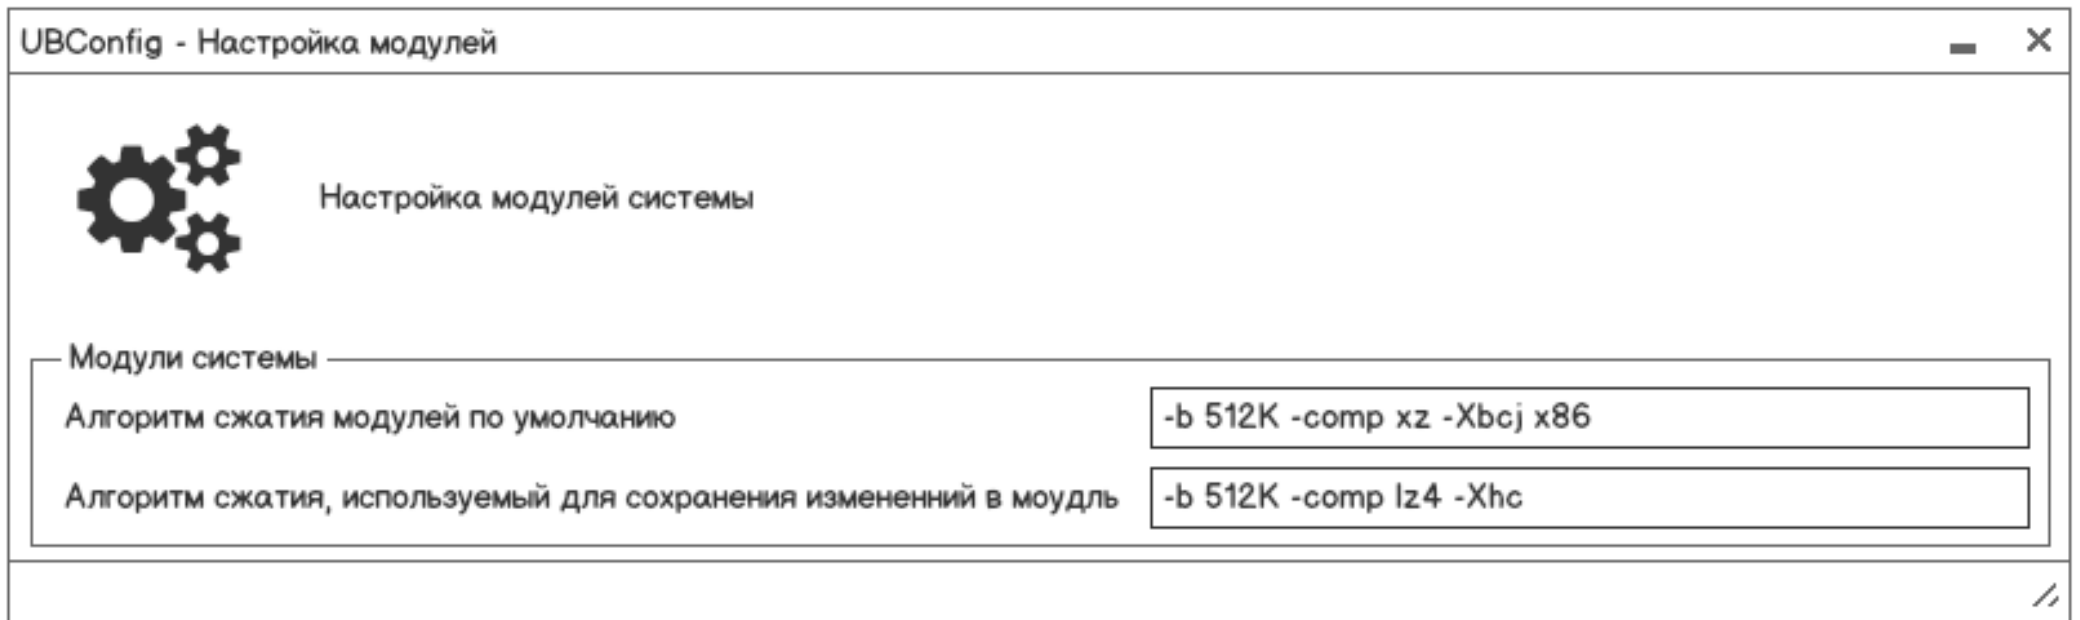 UBConfig - Настройка модулей
Настройка модулей системы
Модули системы
Алгоритм сжатия модулей по умолчанию -b 512K -comp xz -Xbcj x86
Алгоритм сжатия, используемый для сохранения измененний в моудль -b 512K -comp lz4 -Xhc